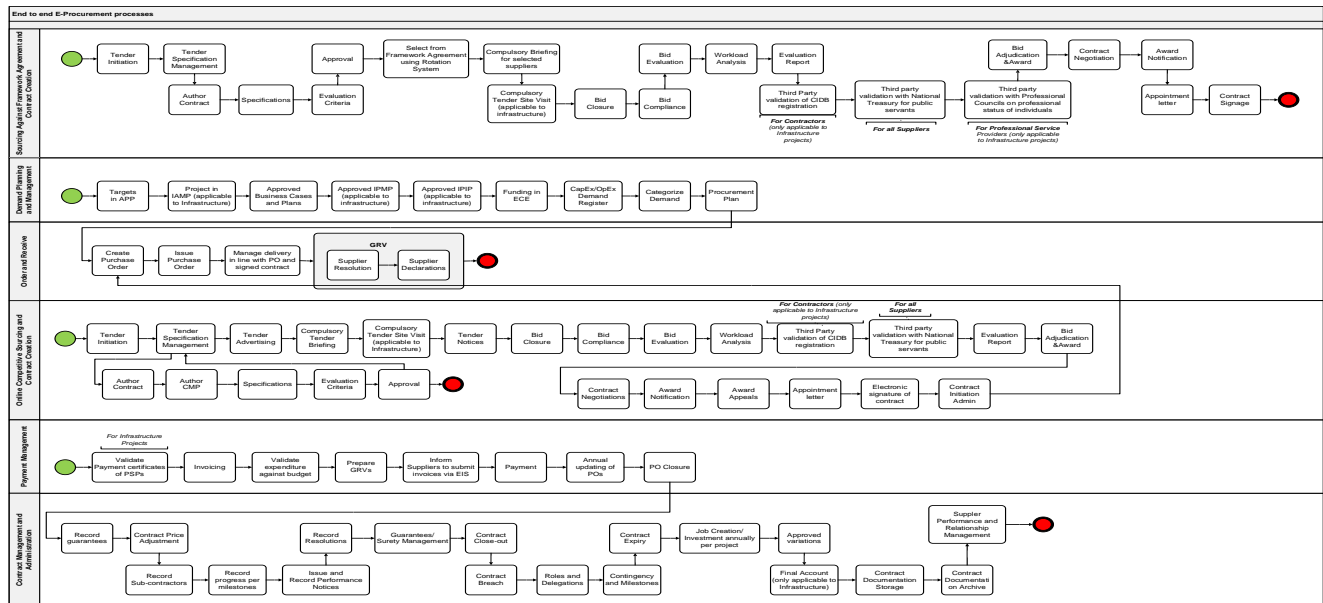 End to end E-Procurement processes
Sourcing Against Framework Agreement and
Contract Creation
Tender
Initiation
Tender
Specification
Management
Author
Contract
Specifications
Evaluation
Criteria
Approval
Select from
Framework Agreement
using Rotation
System
Compulsory Briefing
for selected
suppliers
Compulsory
Tender Site Visit
(applicable to
infrastructure)
Bid
Closure
Bid
Compliance
Bid
Evaluation
Workload
Analysis
Evaluation
Report
Third Party
validation of CIDB
registration
For Contractors
(only applicable to
Infrastructure
projects)
Third party
validation with National
Treasury for public
servants
For all Suppliers
Third party
validation with Professional
Councils on professional
status of individuals
For Professional Service
Providers (only applicable
to Infrastructure projects)
Bid
Adjudication
&Award
Contract
Negotiation
Award
Notification
Appointment
letter
Contract
Signage
Demand Planning
and Management
Targets
in APP
Project in
IAMP (applicable
to Infrastructure)
Approved
Business Cases
and Plans
Approved IPMP
(applicable to
infrastructure)
Approved IPIP
(applicable to
infrastructure)
Funding in
ECE
CapEx/OpEx
Demand
Register
Categorize
Demand
Procurement
Plan
Order and Receive
Create
Purchase
Order
Issue
Purchase
Order
Manage delivery
in line with PO and
signed contract
GRV
Supplier
Resolution
Supplier
Declarations
Online Competitive Sourcing and
Contract Creation
Tender
Initiation
Tender
Specification
Management
Tender
Advertising
Compulsory
Tender
Briefing
Compulsory
Tender Site Visit
(applicable to
Infrastructure)
Tender
Notices
Bid
Closure
Bid
Compliance
Bid
Evaluation
Workload
Analysis
For Contractors (only
applicable to Infrastructure
projects)
Third Party
validation of CIDB
registration
For all
Suppliers
Third party
validation with National
Treasury for public
servants
Evaluation
Report
Bid
Adjudication
&Award
Author
Contract
Author
CMP
Specifications
Evaluation
Criteria
Approval
Contract
Negotiations
Award
Notification
Award
Appeals
Appointment
letter
Electronic
signature of
contract
Contract
Initiation
Admin
Payment Management
For Infrastructure
Projects
Validate
Payment certificates
of PSPs
Invoicing
Validate
expenditure
against budget
Prepare
GRVs
Inform
Suppliers to submit
invoices via EIS
Payment
Annual
updating of
POs
PO Closure
Contract Management and
Administration
Record
guarantees
Contract Price
Adjustment
Record
Sub-contractors
Record
progress per
milestones
Issue and
Record Performance
Notices
Record
Resolutions
Guarantees/
Surety Management
Contract
Close-out
Contract
Breach
Roles and
Delegations
Contingency
and Milestones
Contract
Expiry
Job Creation/
Investment annually
per project
Approved
variations
Final Account
(only applicable to
Infrastructure)
Contract
Documentation
Storage
Contract
Documentati
on Archive
Supplier
Performance and
Relationship
Management